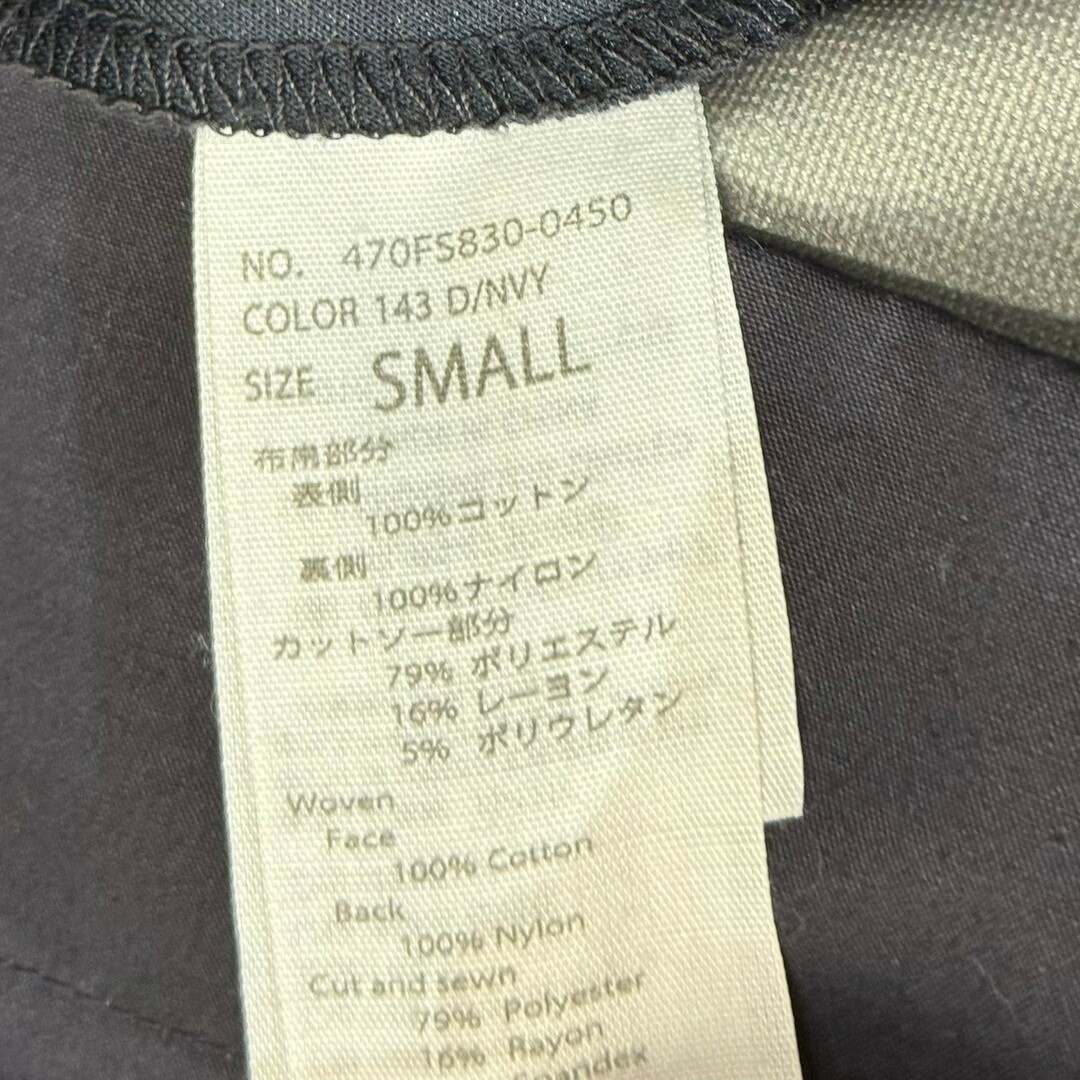 NO. 470FS830-0450
COLOR 143 D/NVY
SIZE SMALL
布帛部分
表側
100%コットン
裏側
100%ナイロン
カットソー部分
79% ポリエステル
16% レーヨン
5% ポリウレタン
Woven
Face
100% Cotton
Back
100% Nylon
Cut and sewn
79% Polyester
16% Rayon
Spandex